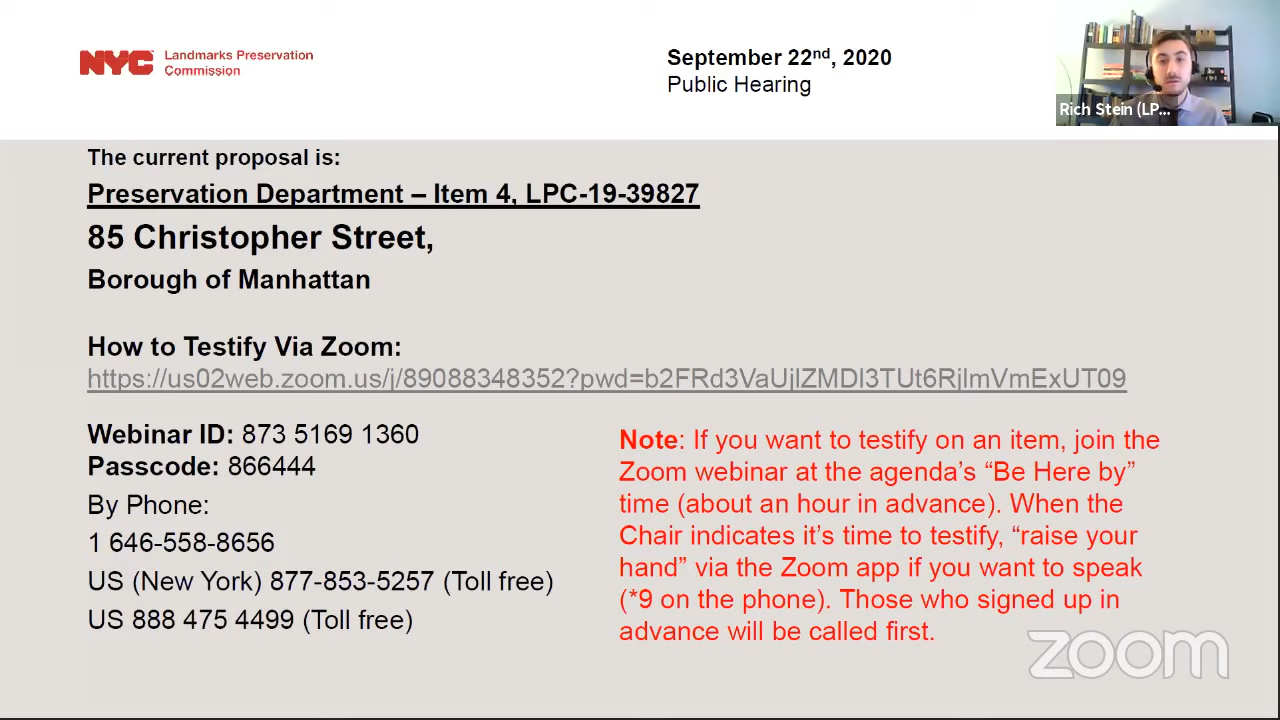 NYC Landmarks Preservation
Commission
September 22nd, 2020
Public Hearing
Rich Stein (LP...
The current proposal is:
Preservation Department – Item 4, LPC-19-39827
85 Christopher Street,
Borough of Manhattan
How to Testify Via Zoom:
https://us02web.zoom.us/j/89088348352?pwd=b2FRd3VaUjlZMDl3TUt6RjlmVmExUT09
Webinar ID: 873 5169 1360
Passcode: 866444
By Phone:
1 646-558-8656
US (New York) 877-853-5257 (Toll free)
US 888 475 4499 (Toll free)
Note: If you want to testify on an item, join the
Zoom webinar at the agenda’s “Be Here by”
time (about an hour in advance). When the
Chair indicates it’s time to testify, “raise your
hand” via the Zoom app if you want to speak
(*9 on the phone). Those who signed up in
advance will be called first.
zoom